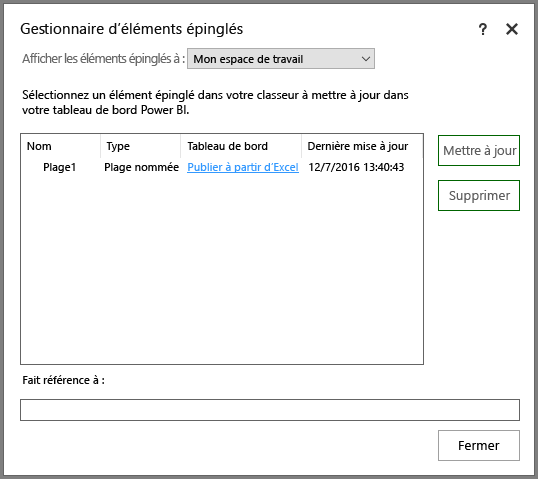 Gestionnaire d'éléments épinglés ? ✕
Afficher les éléments épinglés à : Mon espace de travail
Sélectionnez un élément épinglé dans votre classeur à mettre à jour dans
votre tableau de bord Power BI.
Nom Type Tableau de bord Dernière mise à jour
Plage1 Plage nommée Publier à partir d'Excel 12/7/2016 13:40:43
Mettre à jour
Supprimer
Fait référence à :
Fermer